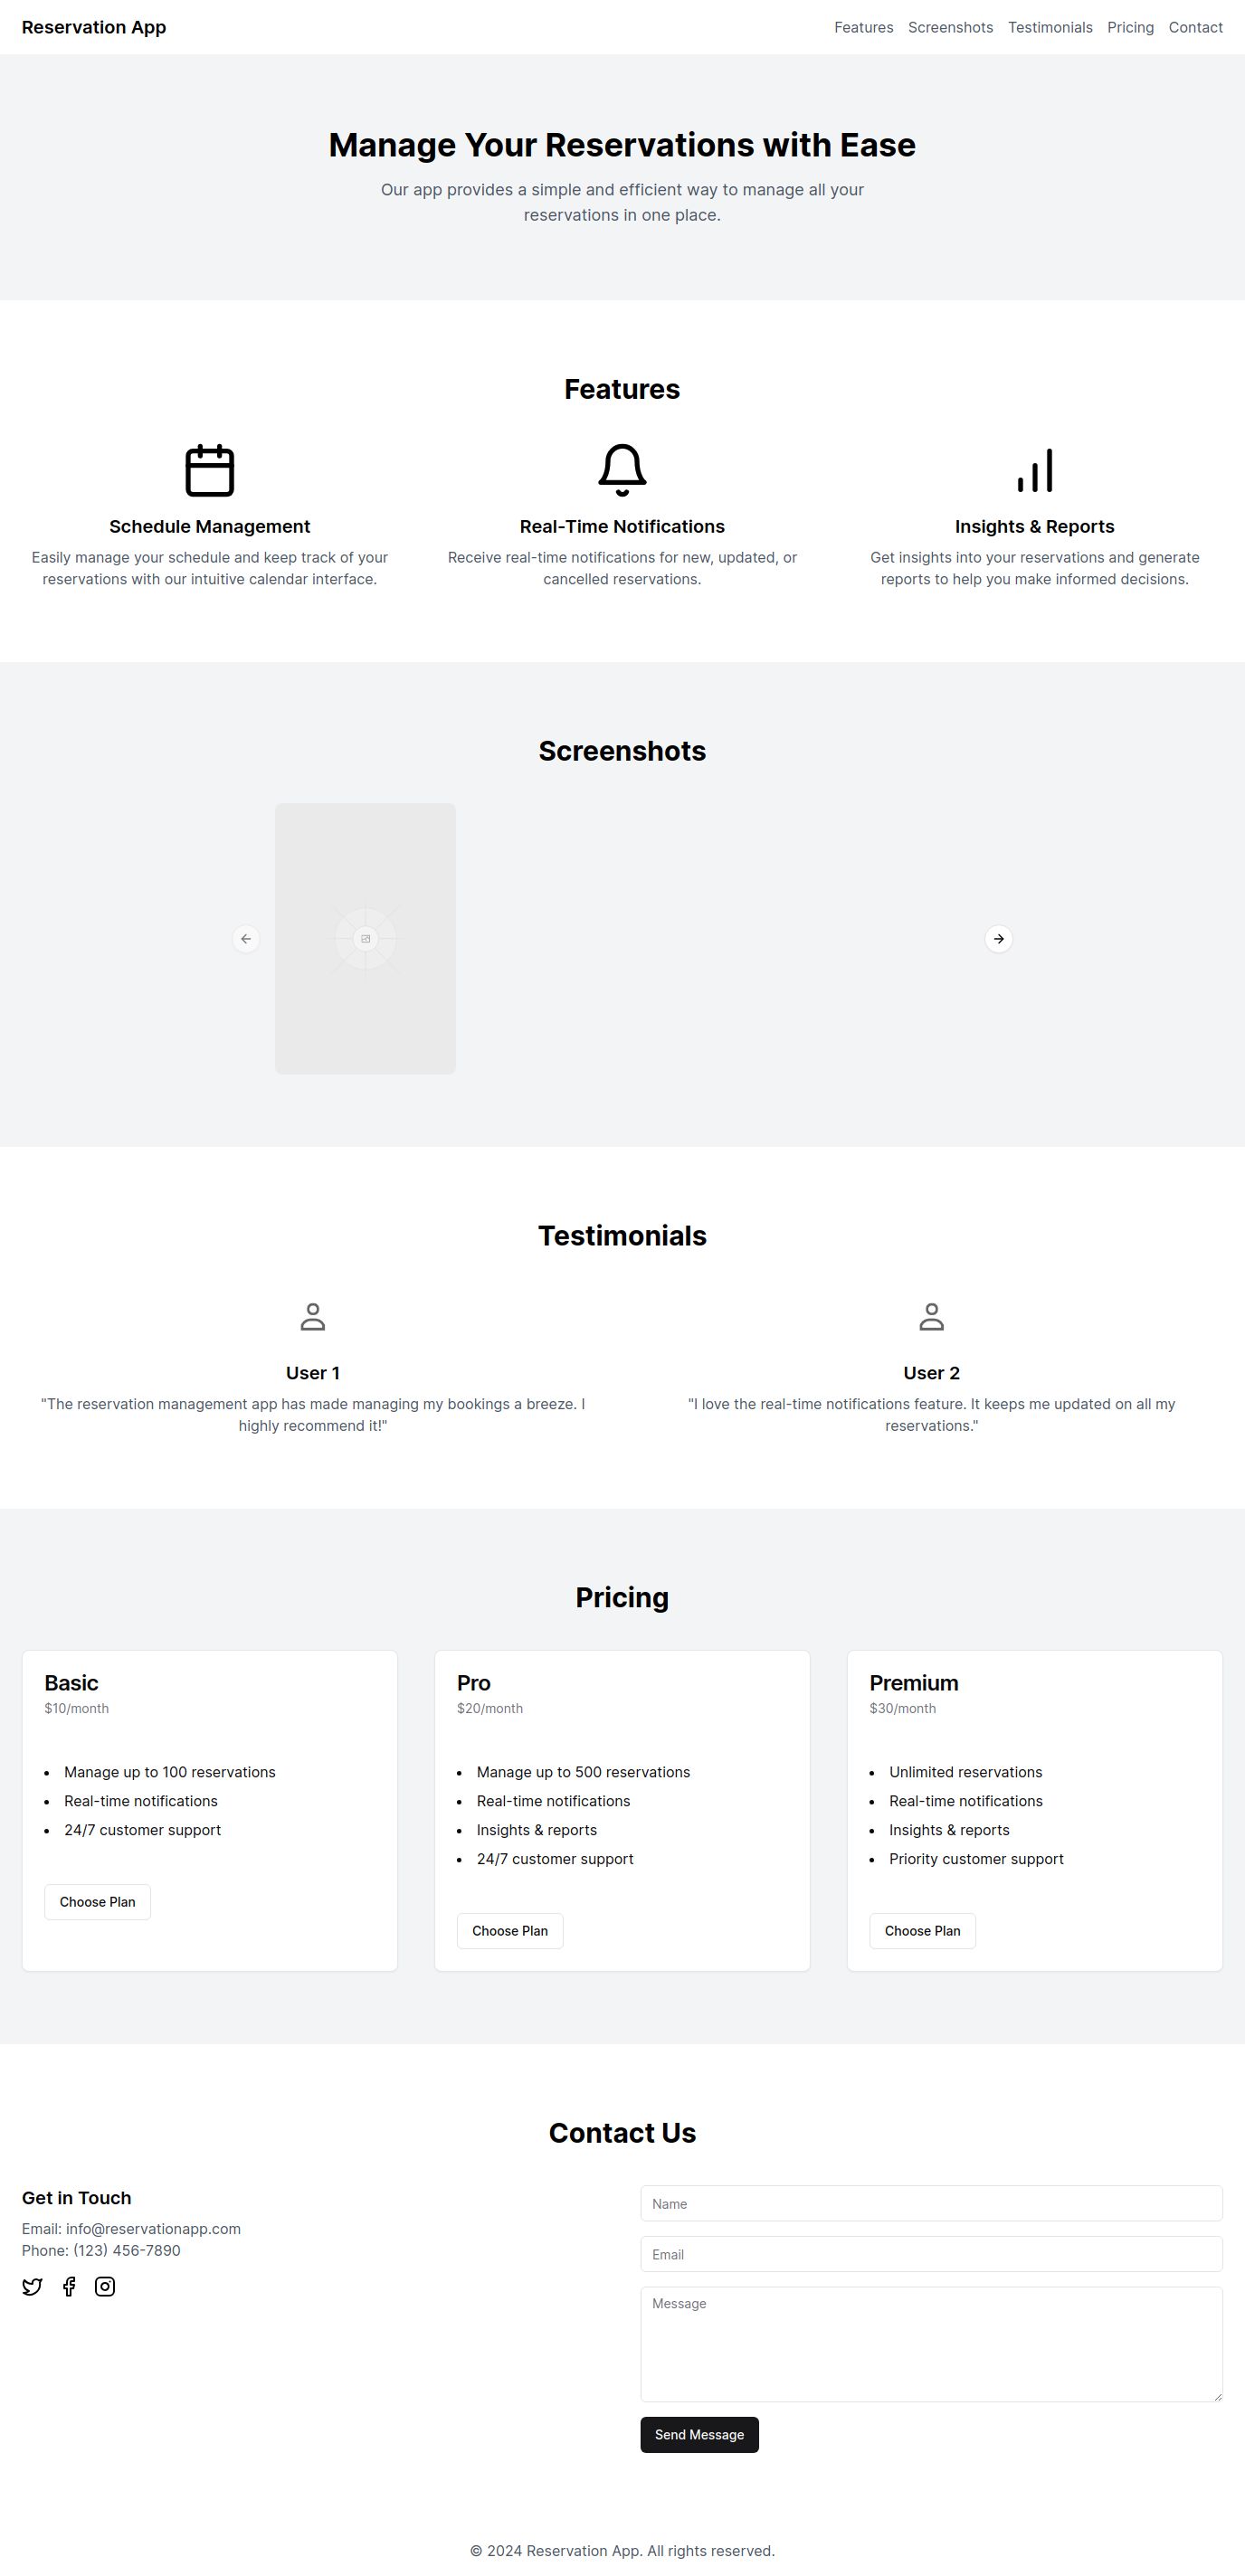 Reservation App
Features Screenshots Testimonials Pricing Contact
Manage Your Reservations with Ease
Our app provides a simple and efficient way to manage all your
reservations in one place.
Features
Schedule Management
Easily manage your schedule and keep track of your
reservations with our intuitive calendar interface.
Real-Time Notifications
Receive real-time notifications for new, updated, or
cancelled reservations.
Insights & Reports
Get insights into your reservations and generate
reports to help you make informed decisions.
Screenshots
Testimonials
User 1
"The reservation management app has made managing my bookings a breeze. I
highly recommend it!"
User 2
"I love the real-time notifications feature. It keeps me updated on all my
reservations."
Pricing
Basic
$10/month
• Manage up to 100 reservations
• Real-time notifications
• 24/7 customer support
Choose Plan
Pro
$20/month
• Manage up to 500 reservations
• Real-time notifications
• Insights & reports
• 24/7 customer support
Choose Plan
Premium
$30/month
• Unlimited reservations
• Real-time notifications
• Insights & reports
• Priority customer support
Choose Plan
Contact Us
Get in Touch
Email: info@reservationapp.com
Phone: (123) 456-7890
Name
Email
Message
Send Message
© 2024 Reservation App. All rights reserved.